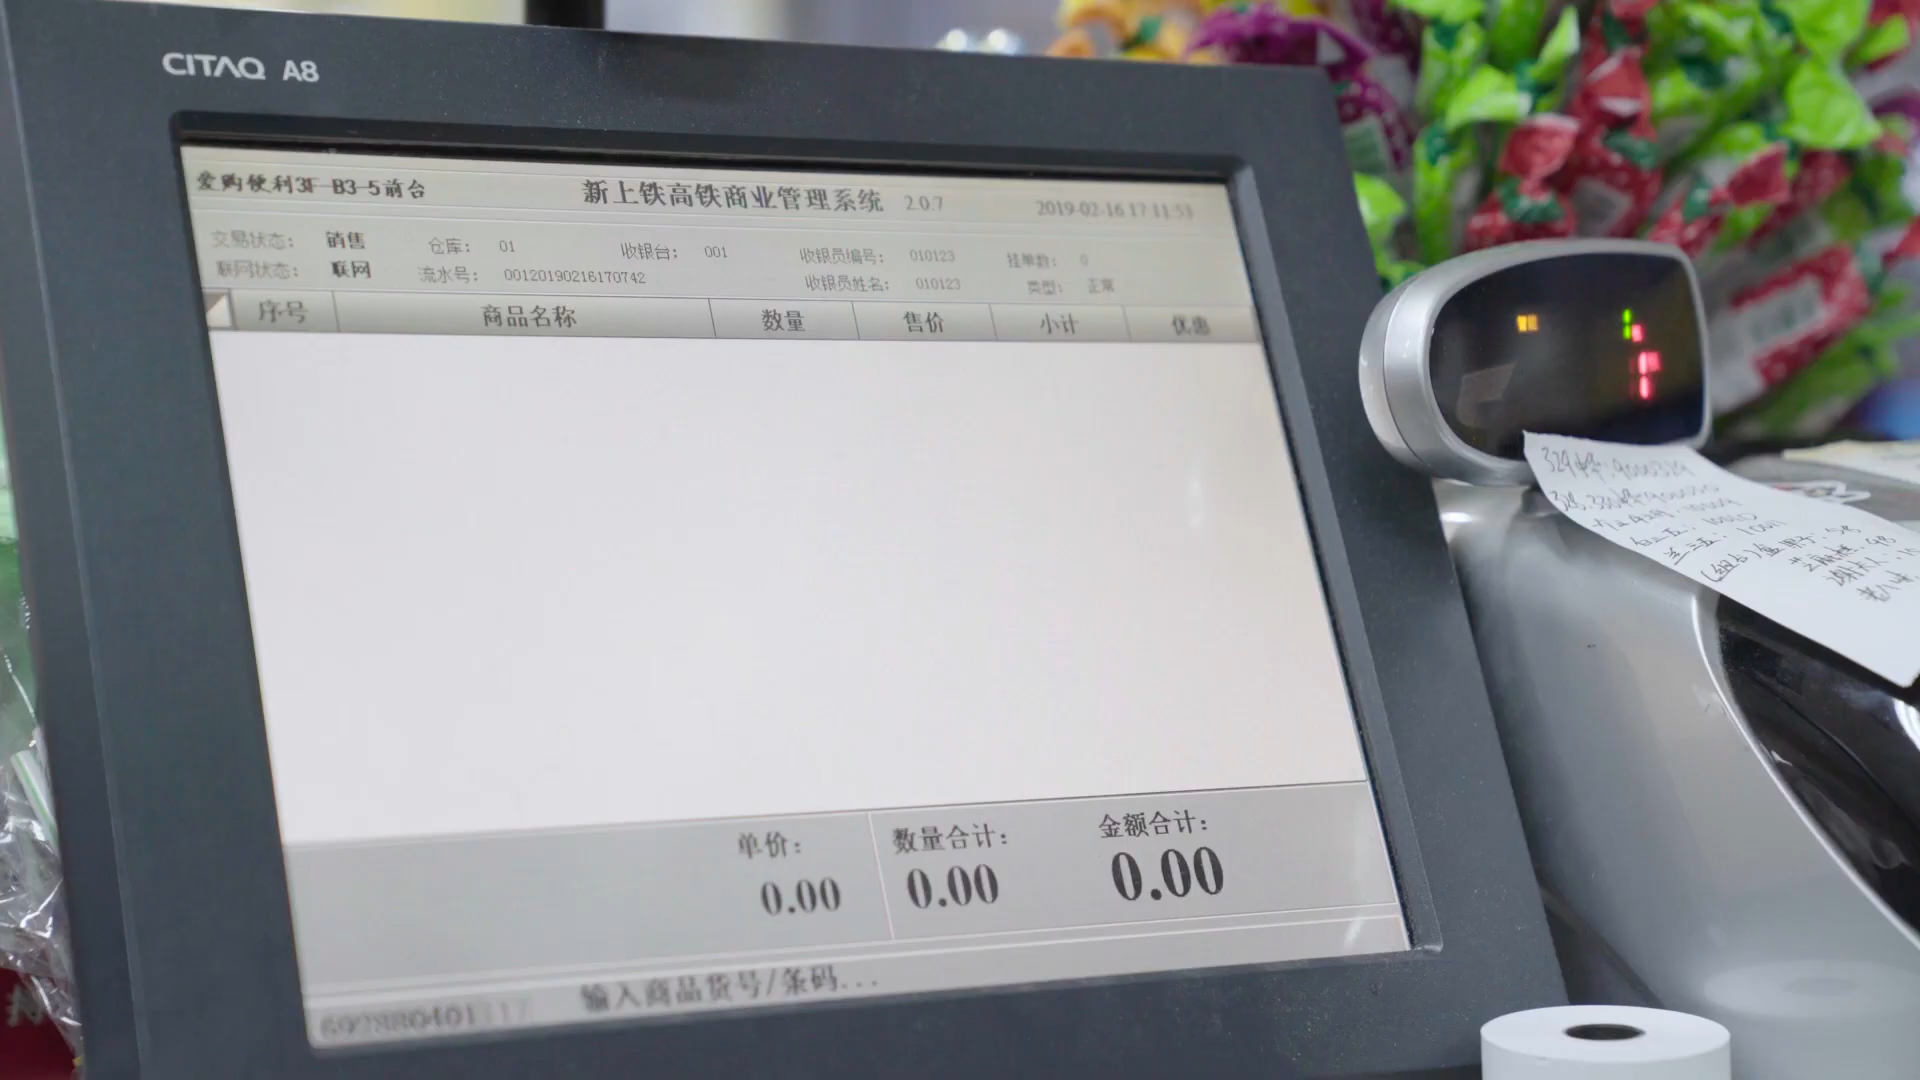 CITAQ A8
爱购便利3F-B3-5前台 新上铁高铁商业管理系统 2.0.7 2019-02-16 17:11:53
交易状态: 销售 仓库: 01 收银台: 001 收银员编号: 010123 挂单数: 0
联网状态: 联网 流水号: 00120190216170742 收银员姓名: 010123 类型: 正常
序号 商品名称 数量 售价 小计 优惠
单价: 数量合计: 金额合计:
0.00 0.00 0.00
输入商品货号/条码...